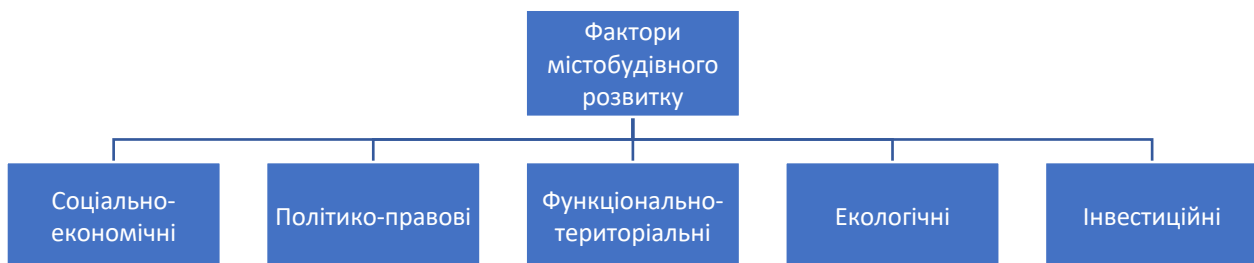 Фактори
містобудівного
розвитку
Соціально-
економічні
Політико-правові
Функціонально-
територіальні
Екологічні
Інвестиційні